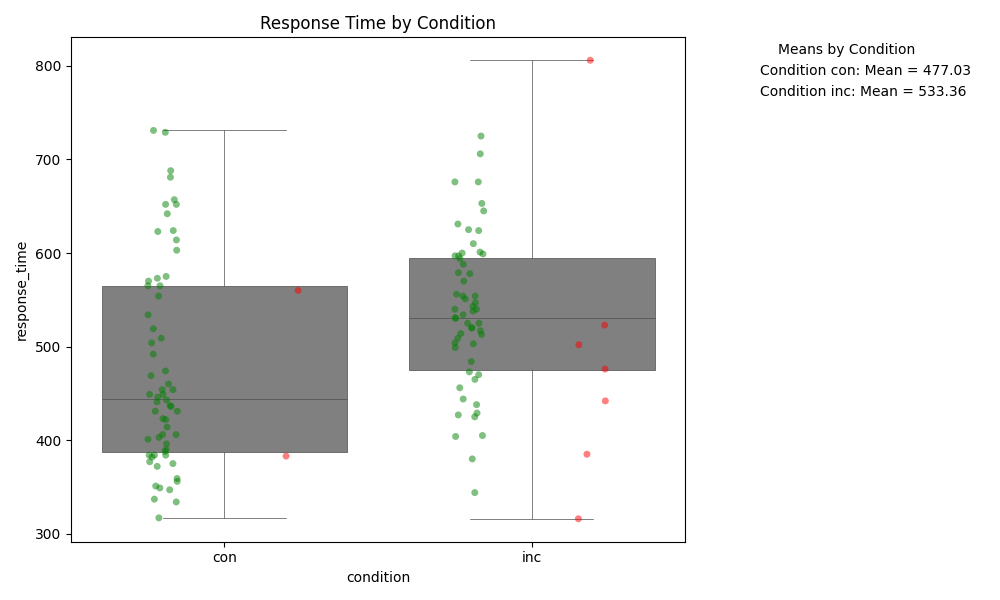 Response Time by Condition
Means by Condition
Condition con: Mean = 477.03
Condition inc: Mean = 533.36
response_time
800
700
600
500
400
300
con
inc
condition